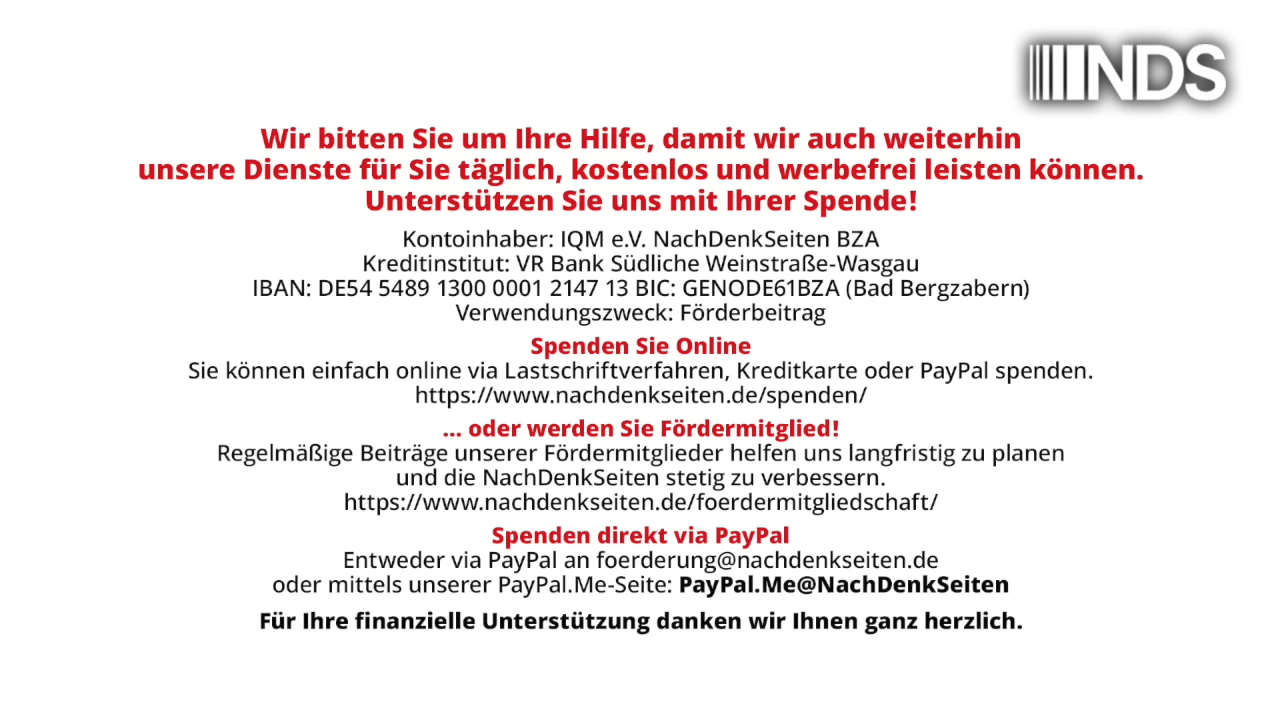 NDS
Wir bitten Sie um Ihre Hilfe, damit wir auch weiterhin
unsere Dienste für Sie täglich, kostenlos und werbefrei leisten können.
Unterstützen Sie uns mit Ihrer Spende!
Kontoinhaber: IQM e.V. NachDenkSeiten BZA
Kreditinstitut: VR Bank Südliche Weinstraße-Wasgau
IBAN: DE54 5489 1300 0001 2147 13 BIC: GENODE61BZA (Bad Bergzabern)
Verwendungszweck: Förderbeitrag
Spenden Sie Online
Sie können einfach online via Lastschriftverfahren, Kreditkarte oder PayPal spenden.
https://www.nachdenkseiten.de/spenden/
... oder werden Sie Fördermitglied!
Regelmäßige Beiträge unserer Fördermitglieder helfen uns langfristig zu planen
und die NachDenkSeiten stetig zu verbessern.
https://www.nachdenkseiten.de/foerdermitgliedschaft/
Spenden direkt via PayPal
Entweder via PayPal an foerderung@nachdenkseiten.de
oder mittels unserer PayPal.Me-Seite: PayPal.Me@NachDenkSeiten
Für Ihre finanzielle Unterstützung danken wir Ihnen ganz herzlich.